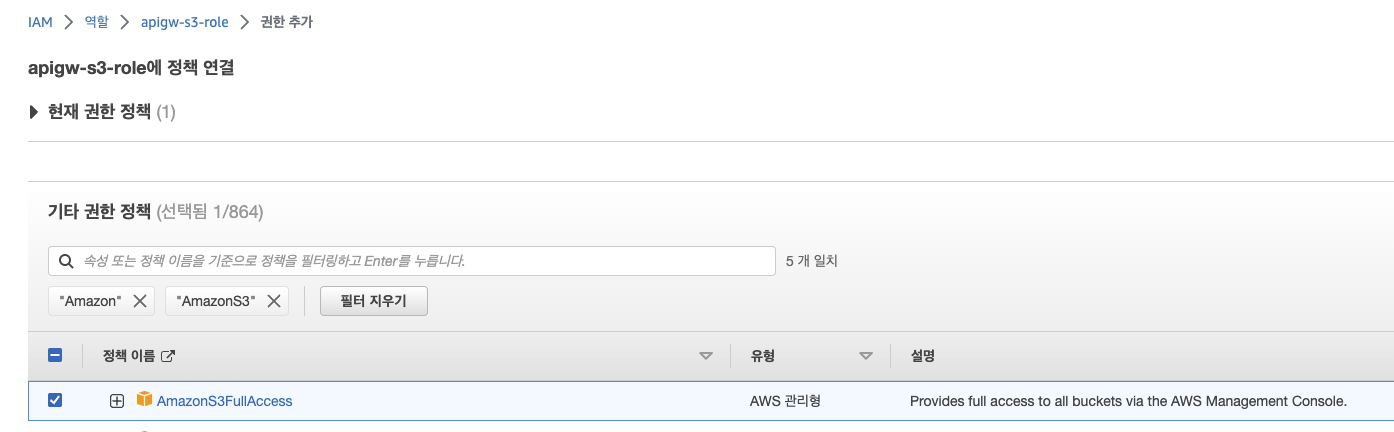 IAM > 역할 > apigw-s3-role > 권한 추가
apigw-s3-role에 정책 연결
현재 권한 정책 (1)
기타 권한 정책 (선택됨 1/864)
속성 또는 정책 이름을 기준으로 정책을 필터링하고 Enter를 누릅니다. 5 개 일치
"Amazon" "AmazonS3" 필터 지우기
정책 이름 유형 설명
AmazonS3FullAccess AWS 관리형 Provides full access to all buckets via the AWS Management Console.